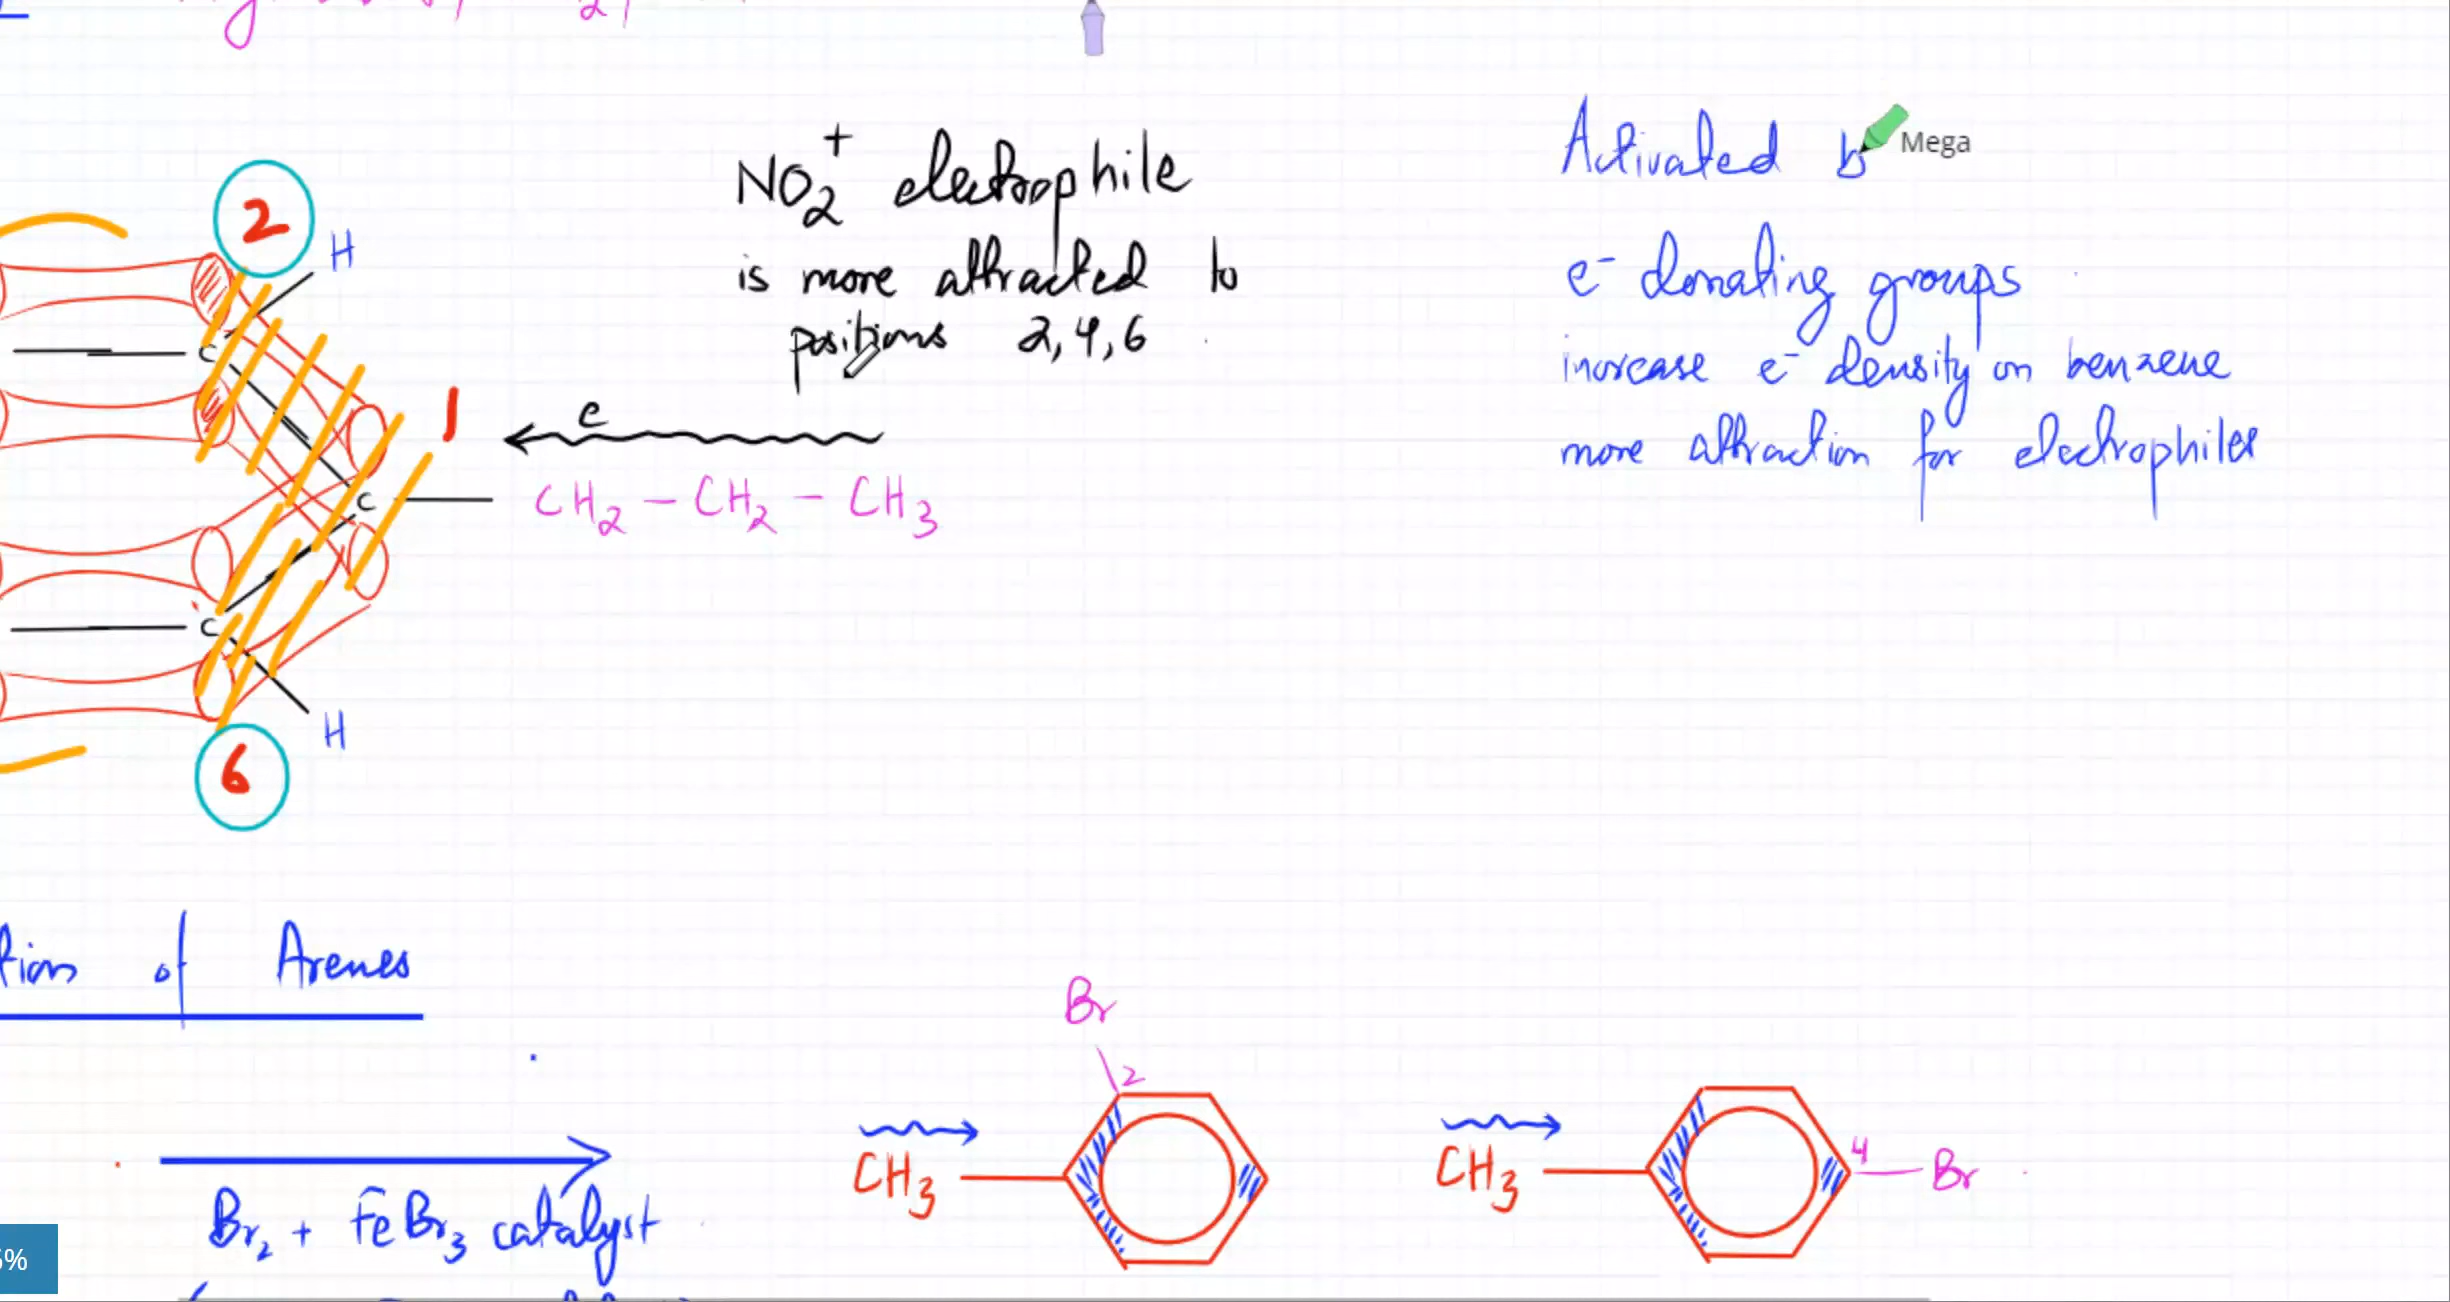 2
H
C
1
C
C
H
6
NO2+ electrophile
is more attracted to
positions 2,4,6
e
CH2 - CH2 - CH3
Activated b
Mega
e- donating groups
increase e- density on benzene
more attraction for electrophiles
tion of Arenes
Br2 + FeBr3 catalyst
Br
2
CH3
CH3
4
Br
5%